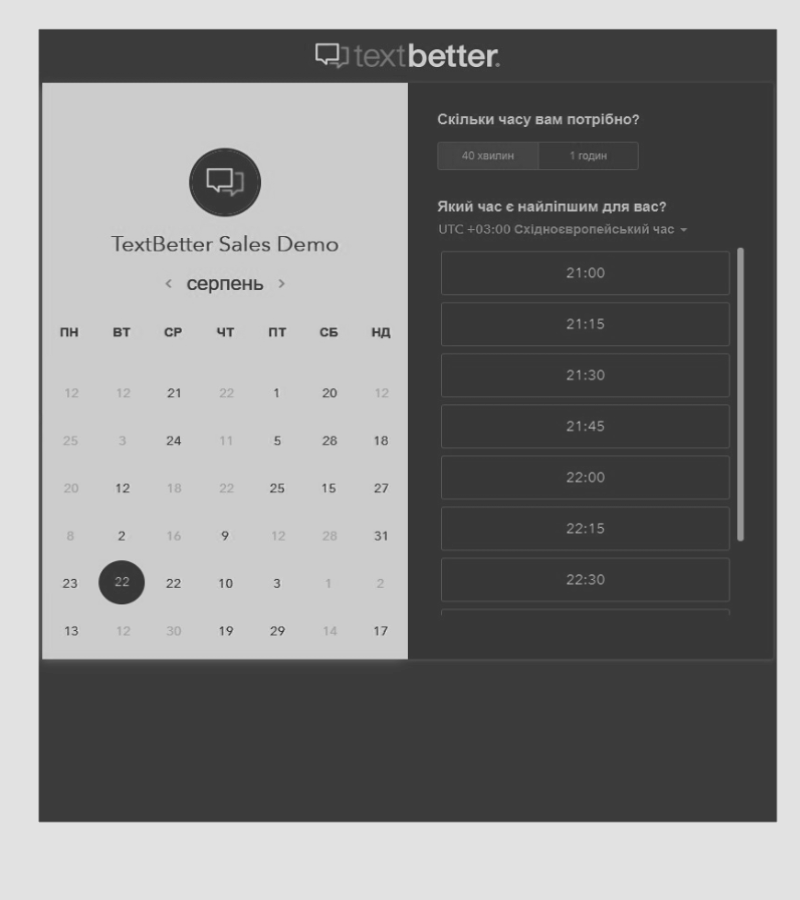 textbetter.
TextBetter Sales Demo
‹ серпень ›
ПН ВТ СР ЧТ ПТ СБ НД
12 12 21 22 1 20 12
25 3 24 11 5 28 18
20 12 18 22 25 15 27
8 2 16 9 12 28 31
23 22 22 10 3 1 2
13 12 30 19 29 14 17
Скільки часу вам потрібно?
40 хвилин 1 годин
Який час є найліпшим для вас?
UTC +03:00 Східноєвропейський час
21:00
21:15
21:30
21:45
22:00
22:15
22:30